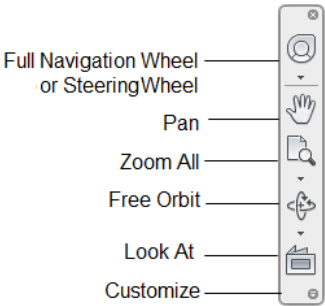 Full Navigation Wheel
or SteeringWheel
Pan
Zoom All
Free Orbit
Look At
Customize